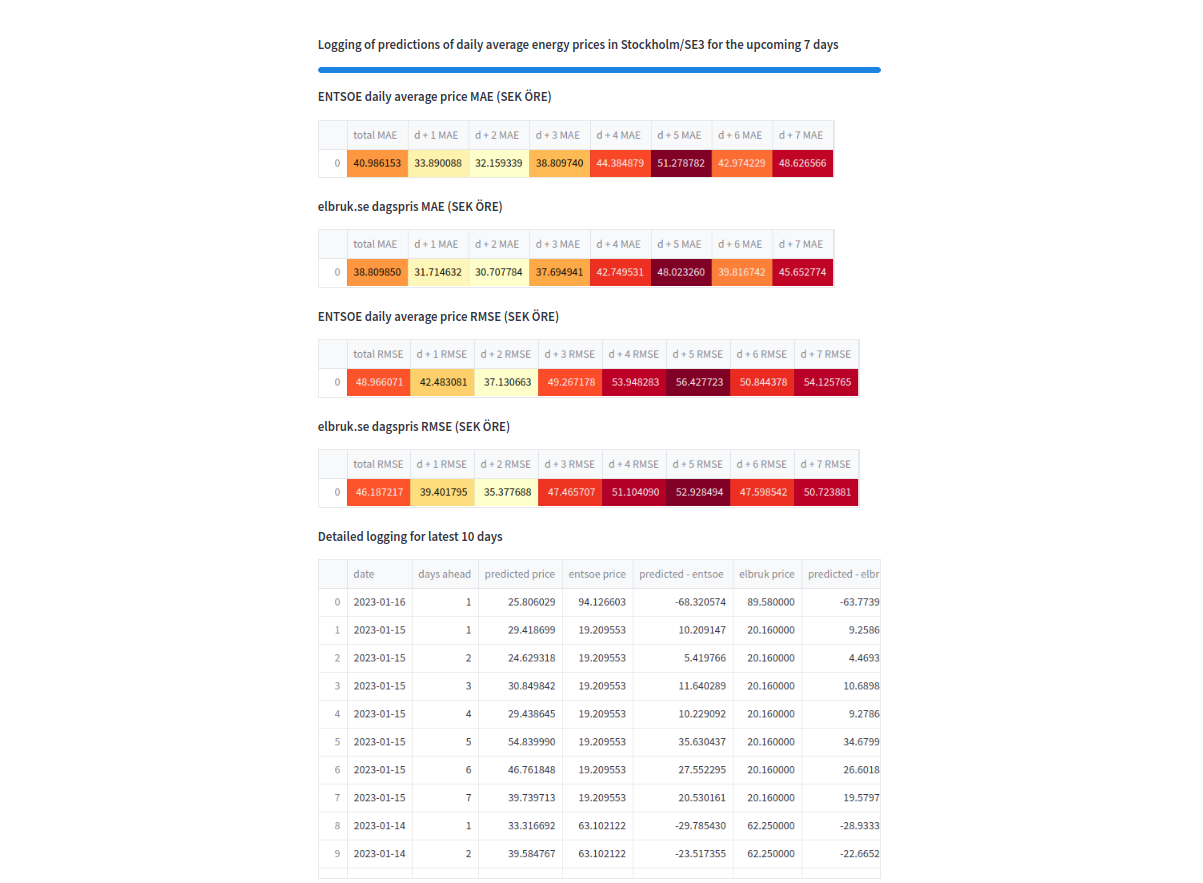 Logging of predictions of daily average energy prices in Stockholm/SE3 for the upcoming 7 days
ENTSOE daily average price MAE (SEK ÖRE)
total MAE d + 1 MAE d + 2 MAE d + 3 MAE d + 4 MAE d + 5 MAE d + 6 MAE d + 7 MAE
0 40.986153 33.890088 32.159339 38.809740 44.384879 51.278782 42.974229 48.626566
elbruk.se dagspris MAE (SEK ÖRE)
total MAE d + 1 MAE d + 2 MAE d + 3 MAE d + 4 MAE d + 5 MAE d + 6 MAE d + 7 MAE
0 38.809850 31.714632 30.707784 37.694941 42.749531 48.023260 39.816742 45.652774
ENTSOE daily average price RMSE (SEK ÖRE)
total RMSE d + 1 RMSE d + 2 RMSE d + 3 RMSE d + 4 RMSE d + 5 RMSE d + 6 RMSE d + 7 RMSE
0 48.966071 42.483081 37.130663 49.267178 53.948283 56.427723 50.844378 54.125765
elbruk.se dagspris RMSE (SEK ÖRE)
total RMSE d + 1 RMSE d + 2 RMSE d + 3 RMSE d + 4 RMSE d + 5 RMSE d + 6 RMSE d + 7 RMSE
0 46.187217 39.401795 35.377688 47.465707 51.104090 52.928494 47.598542 50.723881
Detailed logging for latest 10 days
date days ahead predicted price entsoe price predicted - entsoe elbruk price predicted - elbr
0 2023-01-16 1 25.806029 94.126603 -68.320574 89.580000 -63.7739
1 2023-01-15 1 29.418699 19.209553 10.209147 20.160000 9.2586
2 2023-01-15 2 24.629318 19.209553 5.419766 20.160000 4.4693
3 2023-01-15 3 30.849842 19.209553 11.640289 20.160000 10.6898
4 2023-01-15 4 29.438645 19.209553 10.229092 20.160000 9.2786
5 2023-01-15 5 54.839990 19.209553 35.630437 20.160000 34.6799
6 2023-01-15 6 46.761848 19.209553 27.552295 20.160000 26.6018
7 2023-01-15 7 39.739713 19.209553 20.530161 20.160000 19.5797
8 2023-01-14 1 33.316692 63.102122 -29.785430 62.250000 -28.9333
9 2023-01-14 2 39.584767 63.102122 -23.517355 62.250000 -22.6652